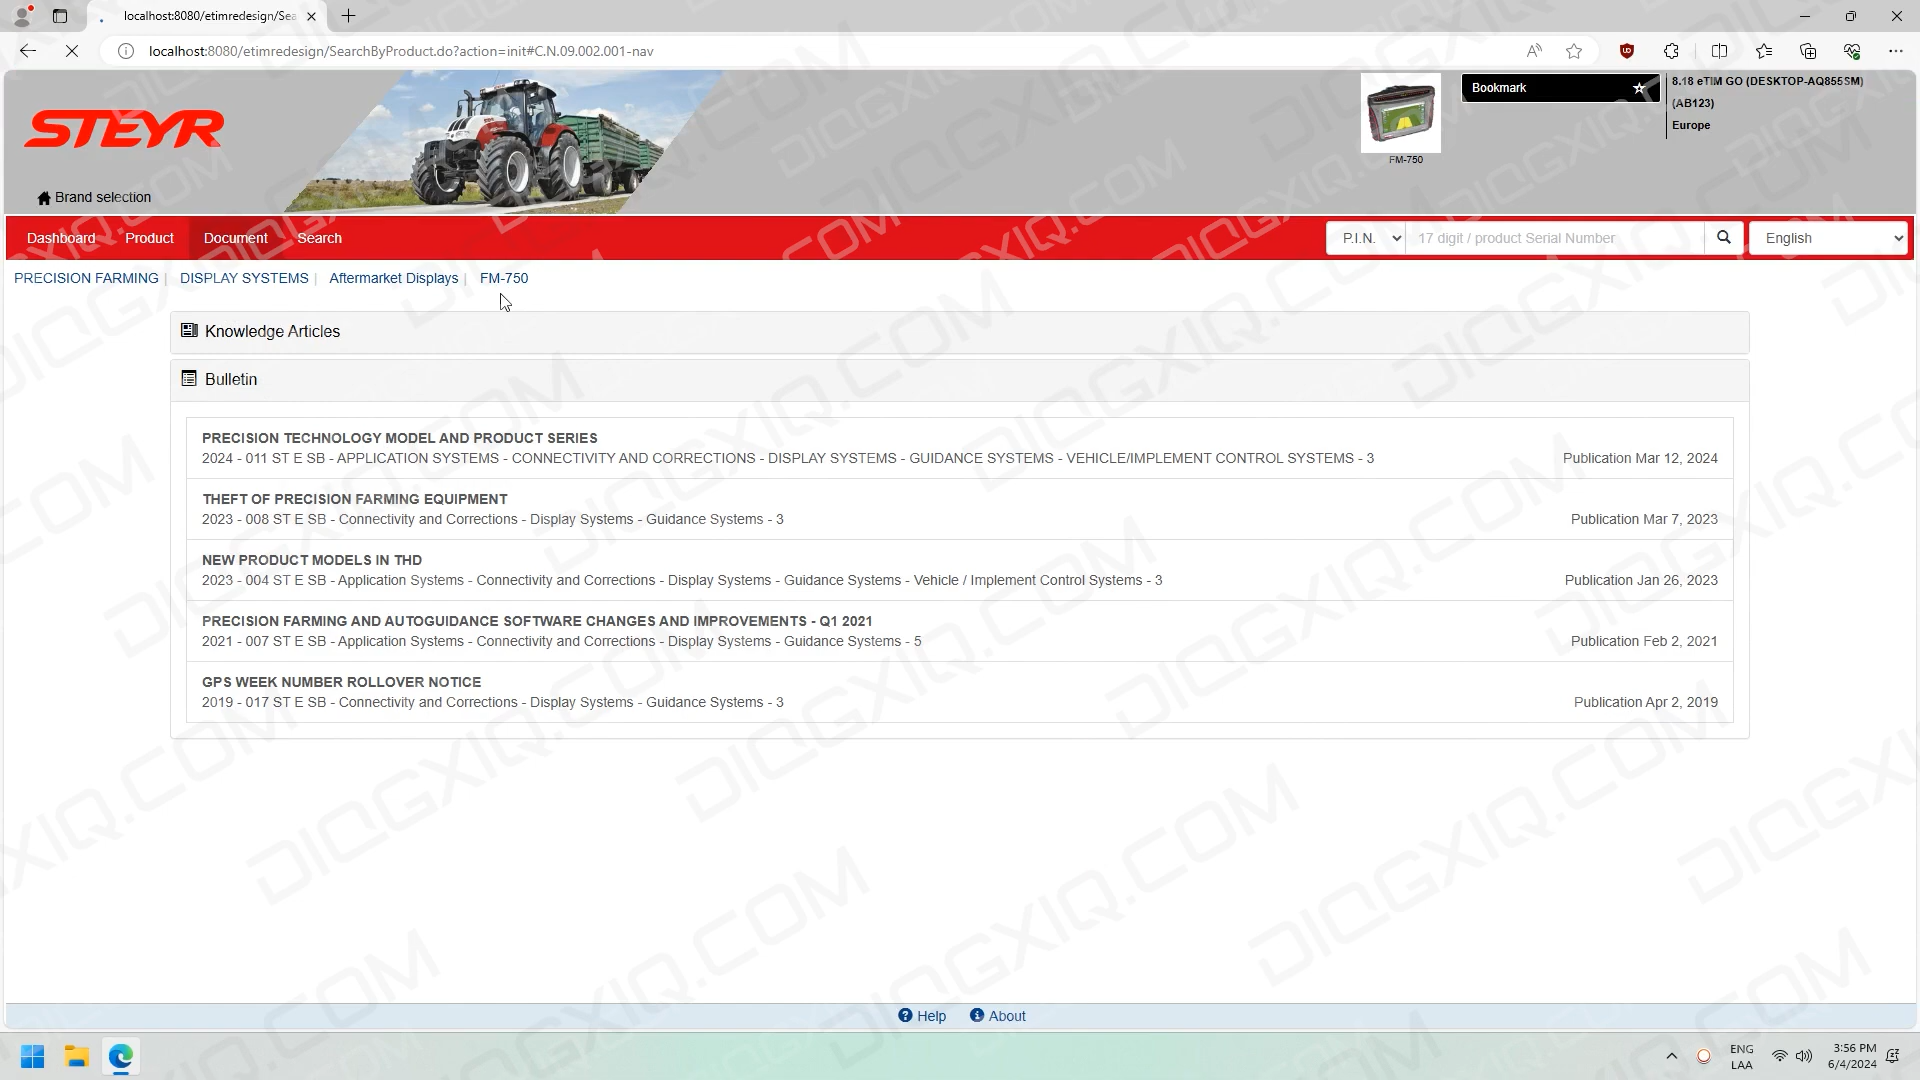 localhost:8080/etimredesign/Sea
localhost:8080/etimredesign/SearchByProduct.do?action=init#C.N.09.002.001-nav
STEYR
Brand selection
FM-750
Bookmark
8.18 eTIM GO (DESKTOP-AQ855SM)
(AB123)
Europe
Dashboard Product Document Search
P.I.N. 17 digit / product Serial Number English
PRECISION FARMING | DISPLAY SYSTEMS | Aftermarket Displays | FM-750
Knowledge Articles
Bulletin
PRECISION TECHNOLOGY MODEL AND PRODUCT SERIES
2024 - 011 ST E SB - APPLICATION SYSTEMS - CONNECTIVITY AND CORRECTIONS - DISPLAY SYSTEMS - GUIDANCE SYSTEMS - VEHICLE/IMPLEMENT CONTROL SYSTEMS - 3 Publication Mar 12, 2024
THEFT OF PRECISION FARMING EQUIPMENT
2023 - 008 ST E SB - Connectivity and Corrections - Display Systems - Guidance Systems - 3 Publication Mar 7, 2023
NEW PRODUCT MODELS IN THD
2023 - 004 ST E SB - Application Systems - Connectivity and Corrections - Display Systems - Guidance Systems - Vehicle / Implement Control Systems - 3 Publication Jan 26, 2023
PRECISION FARMING AND AUTOGUIDANCE SOFTWARE CHANGES AND IMPROVEMENTS - Q1 2021
2021 - 007 ST E SB - Application Systems - Connectivity and Corrections - Display Systems - Guidance Systems - 5 Publication Feb 2, 2021
GPS WEEK NUMBER ROLLOVER NOTICE
2019 - 017 ST E SB - Connectivity and Corrections - Display Systems - Guidance Systems - 3 Publication Apr 2, 2019
Help About
ENG
LAA
3:56 PM
6/4/2024
DIAGXIQ.COM